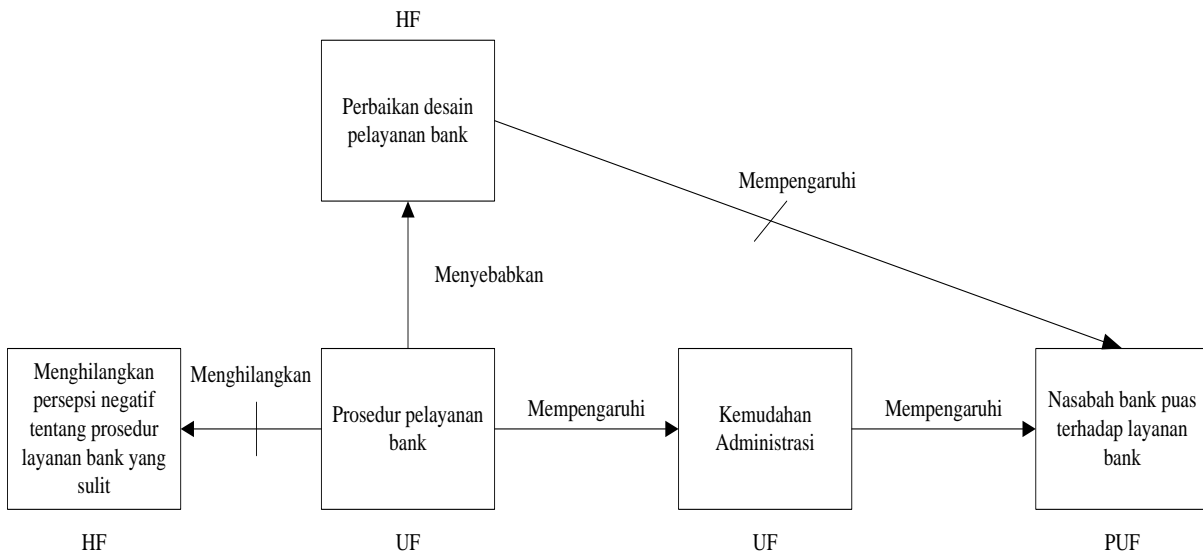 HF
Perbaikan desain
pelayanan bank
Mempengaruhi
Menyebabkan
Menghilangkan
persepsi negatif
tentang prosedur
layanan bank yang
sulit
Menghilangkan
Prosedur pelayanan
bank
Mempengaruhi
Kemudahan
Administrasi
Mempengaruhi
Nasabah bank puas
terhadap layanan
bank
HF
UF
UF
PUF